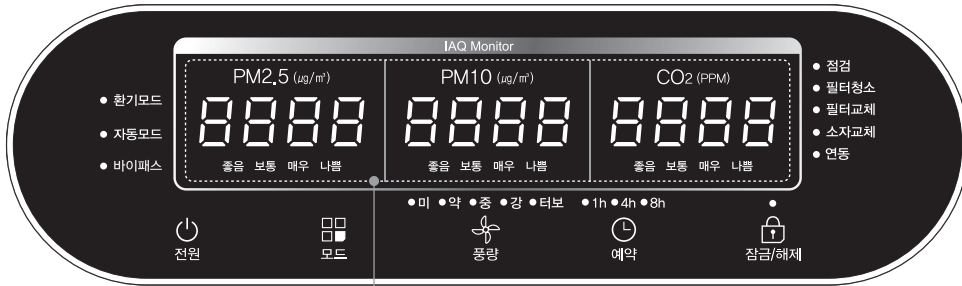 IAQ Monitor
PM2.5 (㎍/㎥) PM10 (㎍/㎥) CO2 (PPM)
8888 8888 8888
좋음 보통 매우 나쁨 좋음 보통 매우 나쁨 좋음 보통 매우 나쁨
● 환기모드
● 자동모드
● 바이패스
● 점검
● 필터청소
● 필터교체
● 소자교체
● 연동
●미 ●약 ●중 ●강 ●터보 ●1h ●4h ●8h
전원 모드 풍량 예약 잠금/해제